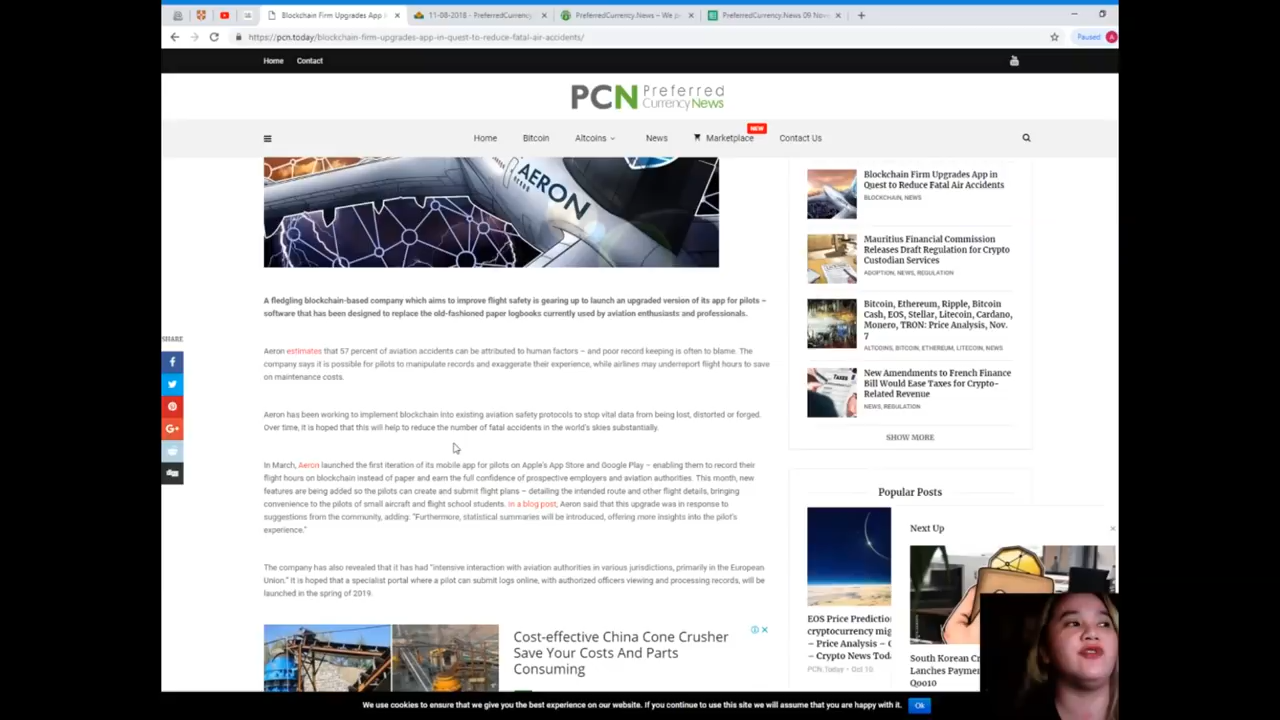 Blockchain Firm Upgrades App in
11-08-2018 - PreferredCurrency
PreferredCurrency.News – We p
PreferredCurrency.News 09 Nov
https://pcn.today/blockchain-firm-upgrades-app-in-quest-to-reduce-fatal-air-accidents/
Paused
A
Home
Contact
PCN Preferred
Currency News
Home
Bitcoin
Altcoins
News
Marketplace
NEW
Contact Us
AERON
A fledgling blockchain-based company which aims to improve flight safety is gearing up to launch an upgraded version of its app for pilots –
software that has been designed to replace the old-fashioned paper logbooks currently used by aviation enthusiasts and professionals.
SHARE
Aeron estimates that 57 percent of aviation accidents can be attributed to human factors – and poor record keeping is often to blame. The
company says it is possible for pilots to manipulate records and exaggerate their experience, while airlines may underreport flight hours to save
on maintenance costs.
Aeron has been working to implement blockchain into existing aviation safety protocols to stop vital data from being lost, distorted or forged.
Over time, it is hoped that this will help to reduce the number of fatal accidents in the world's skies substantially.
In March, Aeron launched the first iteration of its mobile app for pilots on Apple's App Store and Google Play – enabling them to record their
flight hours on blockchain instead of paper and earn the full confidence of prospective employers and aviation authorities. This month, new
features are being added so the pilots can create and submit flight plans – detailing the intended route and other flight details, bringing
convenience to the pilots of small aircraft and flight school students. In a blog post, Aeron said that this upgrade was in response to
suggestions from the community, adding: "Furthermore, statistical summaries will be introduced, offering more insights into the pilot's
experience."
The company has also revealed that it has had "intensive interaction with aviation authorities in various jurisdictions, primarily in the European
Union." It is hoped that a specialist portal where a pilot can submit logs online, with authorized officers viewing and processing records, will be
launched in the spring of 2019.
Cost-effective China Cone Crusher
Save Your Costs And Parts
Consuming
Blockchain Firm Upgrades App in
Quest to Reduce Fatal Air Accidents
BLOCKCHAIN, NEWS
Mauritius Financial Commission
Releases Draft Regulation for Crypto
Custodian Services
ADOPTION, NEWS, REGULATION
Bitcoin, Ethereum, Ripple, Bitcoin
Cash, EOS, Stellar, Litecoin, Cardano,
Monero, TRON: Price Analysis, Nov.
7
ALTCOINS, BITCOIN, ETHEREUM, LITECOIN, NEWS
New Amendments to French Finance
Bill Would Ease Taxes for Crypto-
Related Revenue
NEWS, REGULATION
SHOW MORE
Popular Posts
EOS Price Predictio
cryptocurrency mig
– Price Analysis –
– Crypto News Tod
PCN.Today • Oct 10
Next Up
South Korean Cr
Lanches Paymen
Qoo10
We use cookies to ensure that we give you the best experience on our website. If you continue to use this site we will assume that you are happy with it.
Ok